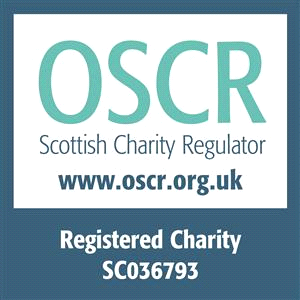 OSCR
Scottish Charity Regulator
www.oscr.org.uk
Registered Charity
SC036793